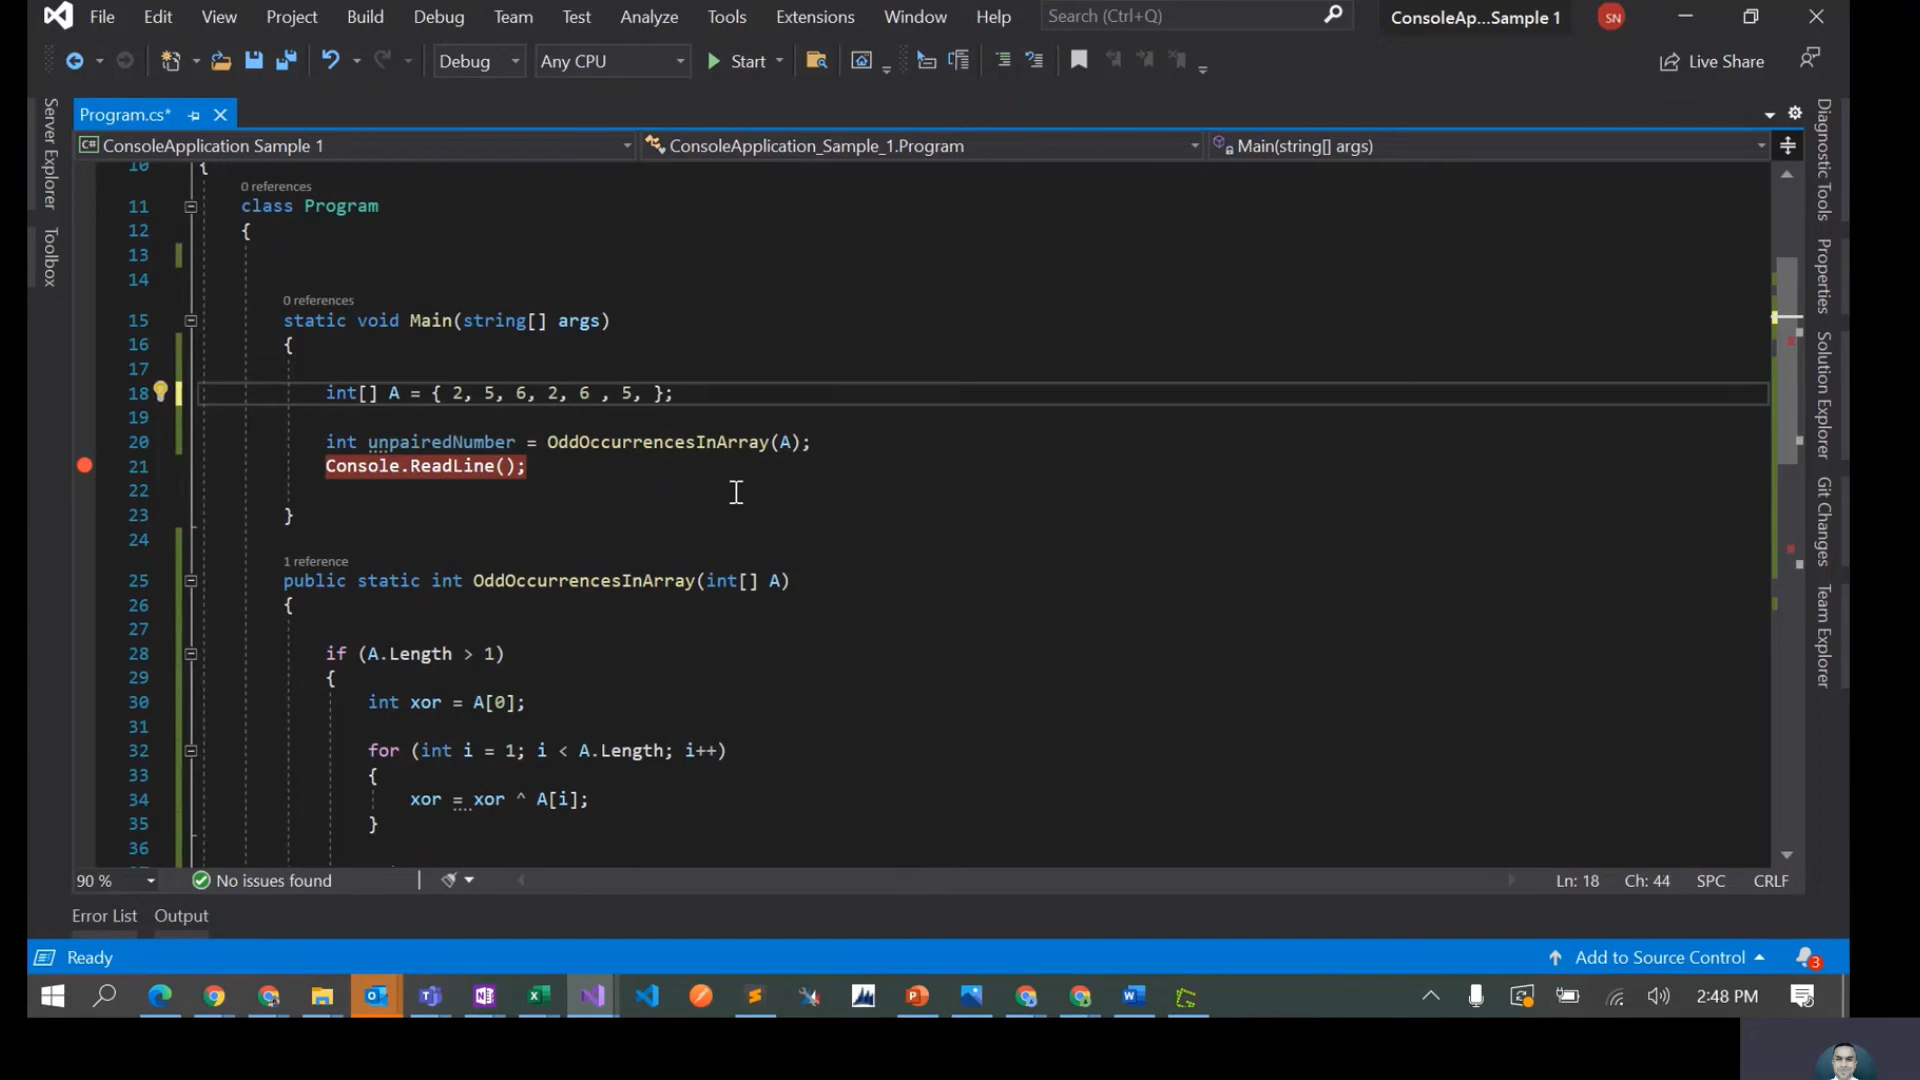 File Edit View Project Build Debug Team Test Analyze Tools Extensions Window Help Search (Ctrl+Q) ConsoleAp...Sample 1 SN
Debug Any CPU Start Live Share
Program.cs*
C# ConsoleApplication Sample 1 ConsoleApplication_Sample_1.Program Main(string[] args)
Server Explorer
Toolbox
10 {
0 references
11 class Program
12 {
13
14
0 references
15 static void Main(string[] args)
16 {
17
18 int[] A = { 2, 5, 6, 2, 6 , 5, };
19
20 int unpairedNumber = OddOccurrencesInArray(A);
21 Console.ReadLine();
22
23 }
24
1 reference
25 public static int OddOccurrencesInArray(int[] A)
26 {
27
28 if (A.Length > 1)
29 {
30 int xor = A[0];
31
32 for (int i = 1; i < A.Length; i++)
33 {
34 xor = xor ^ A[i];
35 }
36
Diagnostic Tools
Properties
Solution Explorer
Git Changes
Team Explorer
90 % No issues found Ln: 18 Ch: 44 SPC CRLF
Error List Output
Ready Add to Source Control 3
2:48 PM